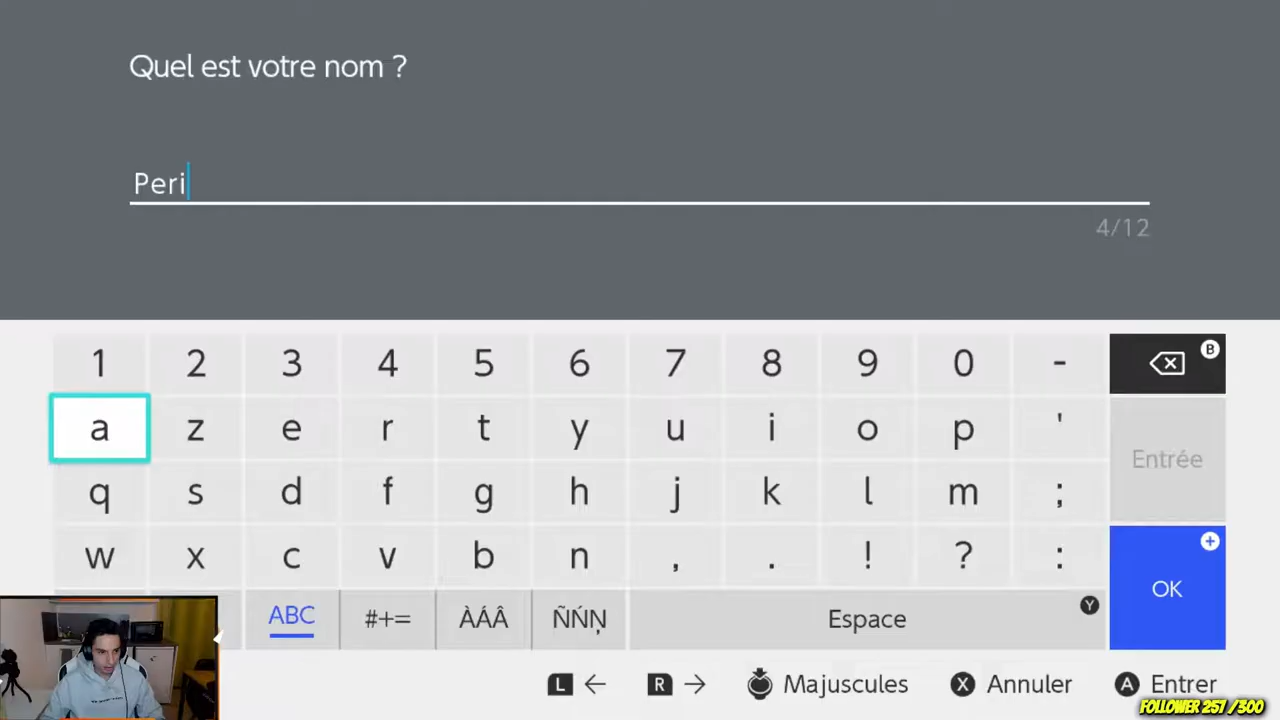 Quel est votre nom ?
Peri
4/12
1 2 3 4 5 6 7 8 9 0 - B
a z e r t y u i o p ' Entrée
q s d f g h j k l m ;
w x c v b n , . ! ? : + OK
ABC #+= ÀÁÂ ÑŃŅ Espace Y
L ← R → Majuscules X Annuler A Entrer
FOLLOWER 257 /300